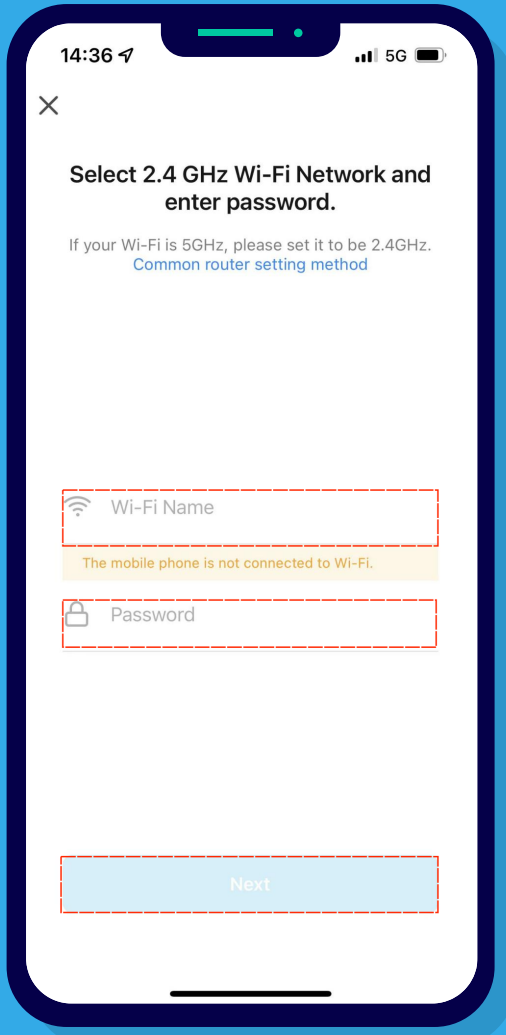 14:36 5G
Select 2.4 GHz Wi-Fi Network and
enter password.
If your Wi-Fi is 5GHz, please set it to be 2.4GHz.
Common router setting method
Wi-Fi Name
The mobile phone is not connected to Wi-Fi.
Password
Next